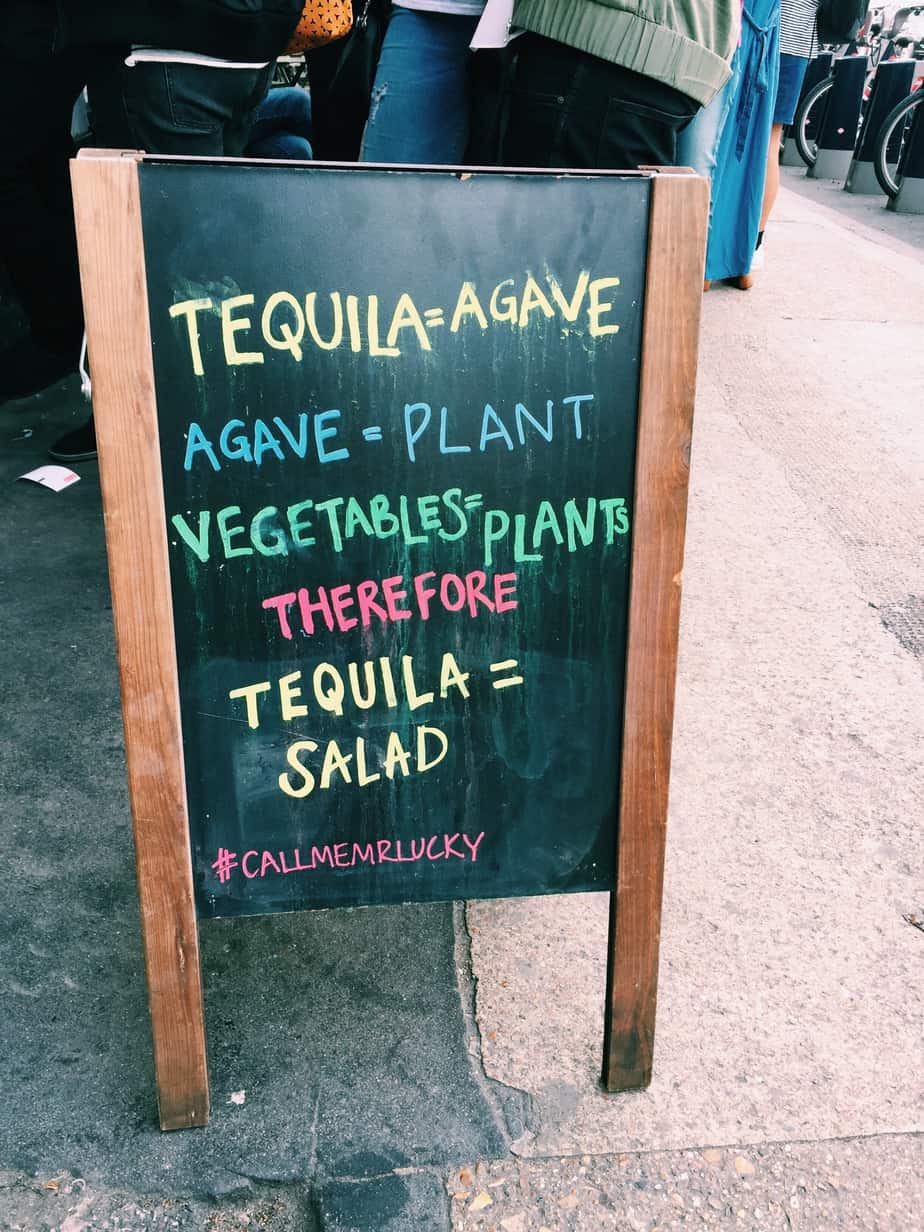 TEQUILA=AGAVE
AGAVE = PLANT
VEGETABLES=PLANTS
THEREFORE
TEQUILA =
SALAD
#CALLMEMRLUCKY